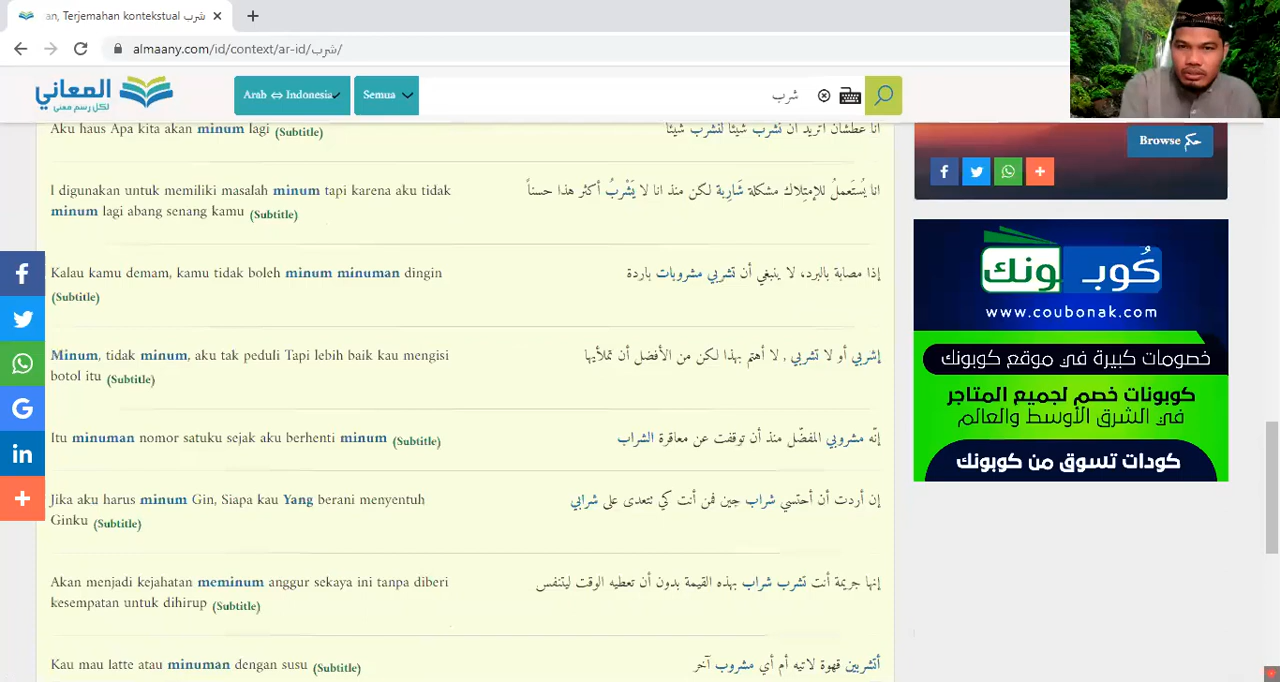 an, Terjemahan kontekstual شرب
almaany.com/id/context/ar-id/شرب/
المعاني
لكل رسم معنى
Arab ⇔ Indonesia
Semua
شرب
Aku haus Apa kita akan minum lagi (Subtitle)
انا عطشان اتريد ان تشرب شيئا لنشرب شيئا
I digunakan untuk memiliki masalah minum tapi karena aku tidak
minum lagi abang senang kamu (Subtitle)
انا يُستَعملُ للإمتِلاك مشكلة شَارِبة لكن منذ انا لا يَشْربُ أكثر هذا حسناً
Kalau kamu demam, kamu tidak boleh minum minuman dingin
(Subtitle)
إذا مصابة بالبرد، لا ينبغي أن تشربي مشروبات باردة
Minum, tidak minum, aku tak peduli Tapi lebih baik kau mengisi
botol itu (Subtitle)
إشربي أو لا تشربي , لا أهتم بهذا لكن من الأفضل أن تملأيها
Itu minuman nomor satuku sejak aku berhenti minum (Subtitle)
إنّه مشروبي المفضّل منذ أن توقفت عن معاقرة الشراب
Jika aku harus minum Gin, Siapa kau Yang berani menyentuh
Ginku (Subtitle)
إن أردت أن أحتسي شراب جين فمن أنت كي تتعدى على شرابي
Akan menjadi kejahatan meminum anggur sekaya ini tanpa diberi
kesempatan untuk dihirup (Subtitle)
إنها جريمة أنت تشرب شراب بهذه القيمة بدون أن تعطيه الوقت ليتنفس
Kau mau latte atau minuman dengan susu (Subtitle)
أتشربين قهوة لاتيه أم أي مشروب آخر
Browse حكم
كُوبونك
www.coubonak.com
خصومات كبيرة في موقع كوبونك
كوبونات خصم لجميع المتاجر
في الشرق الأوسط والعالم
كودات تسوق من كوبونك